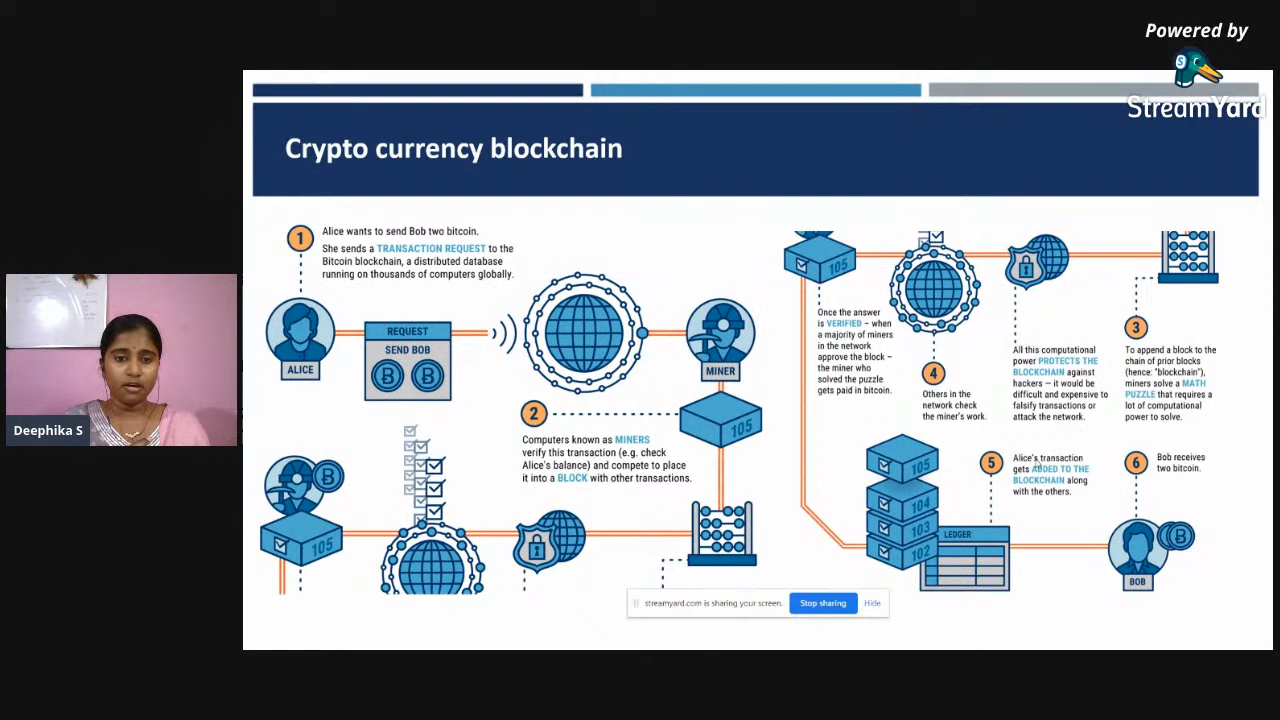 Powered by
StreamYard
Crypto currency blockchain
1
Alice wants to send Bob two bitcoin.
She sends a TRANSACTION REQUEST to the
Bitcoin blockchain, a distributed database
running on thousands of computers globally.
ALICE
REQUEST
SEND BOB
MINER
105
2
Computers known as MINERS
verify this transaction (e.g. check
Alice's balance) and compete to place
it into a BLOCK with other transactions.
105
105
Once the answer
is VERIFIED – when
a majority of miners
in the network
approve the block –
the miner who
solved the puzzle
gets paid in bitcoin.
4
Others in the
network check
the miner's work.
All this computational
power PROTECTS THE
BLOCKCHAIN against
hackers – it would be
difficult and expensive to
falsify transactions or
attack the network.
3
To append a block to the
chain of prior blocks
(hence: "blockchain"),
miners solve a MATH
PUZZLE that requires a
lot of computational
power to solve.
105
104
103
102
LEDGER
5
Alice's transaction
gets ADDED TO THE
BLOCKCHAIN along
with the others.
6
Bob receives
two bitcoin.
BOB
Deephika S
streamyard.com is sharing your screen.
Stop sharing
Hide